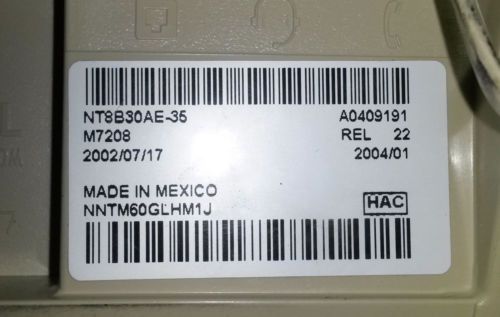 NT8B30AE-35 A0409191
M7208 REL 22
2002/07/17 2004/01
MADE IN MEXICO
NNTM60GLHM1J HAC